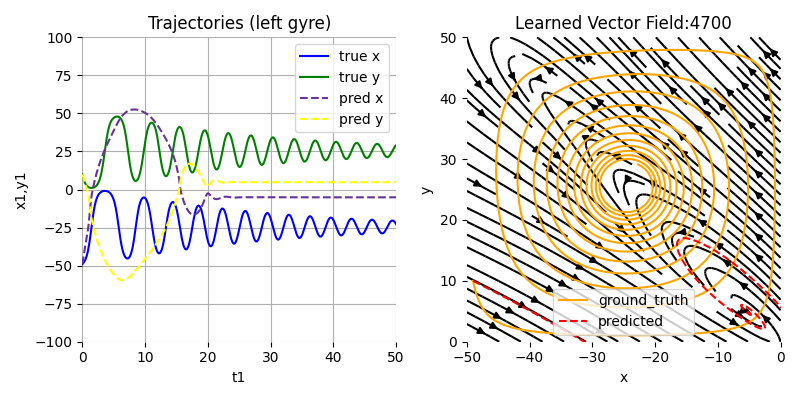 Trajectories (left gyre)
100
75
50
25
0
−25
−50
−75
−100
0
10
20
30
40
50
x1,y1
t1
true x
true y
pred x
pred y
Learned Vector Field:4700
50
40
30
20
10
0
−50
−40
−30
−20
−10
0
y
x
ground_truth
predicted